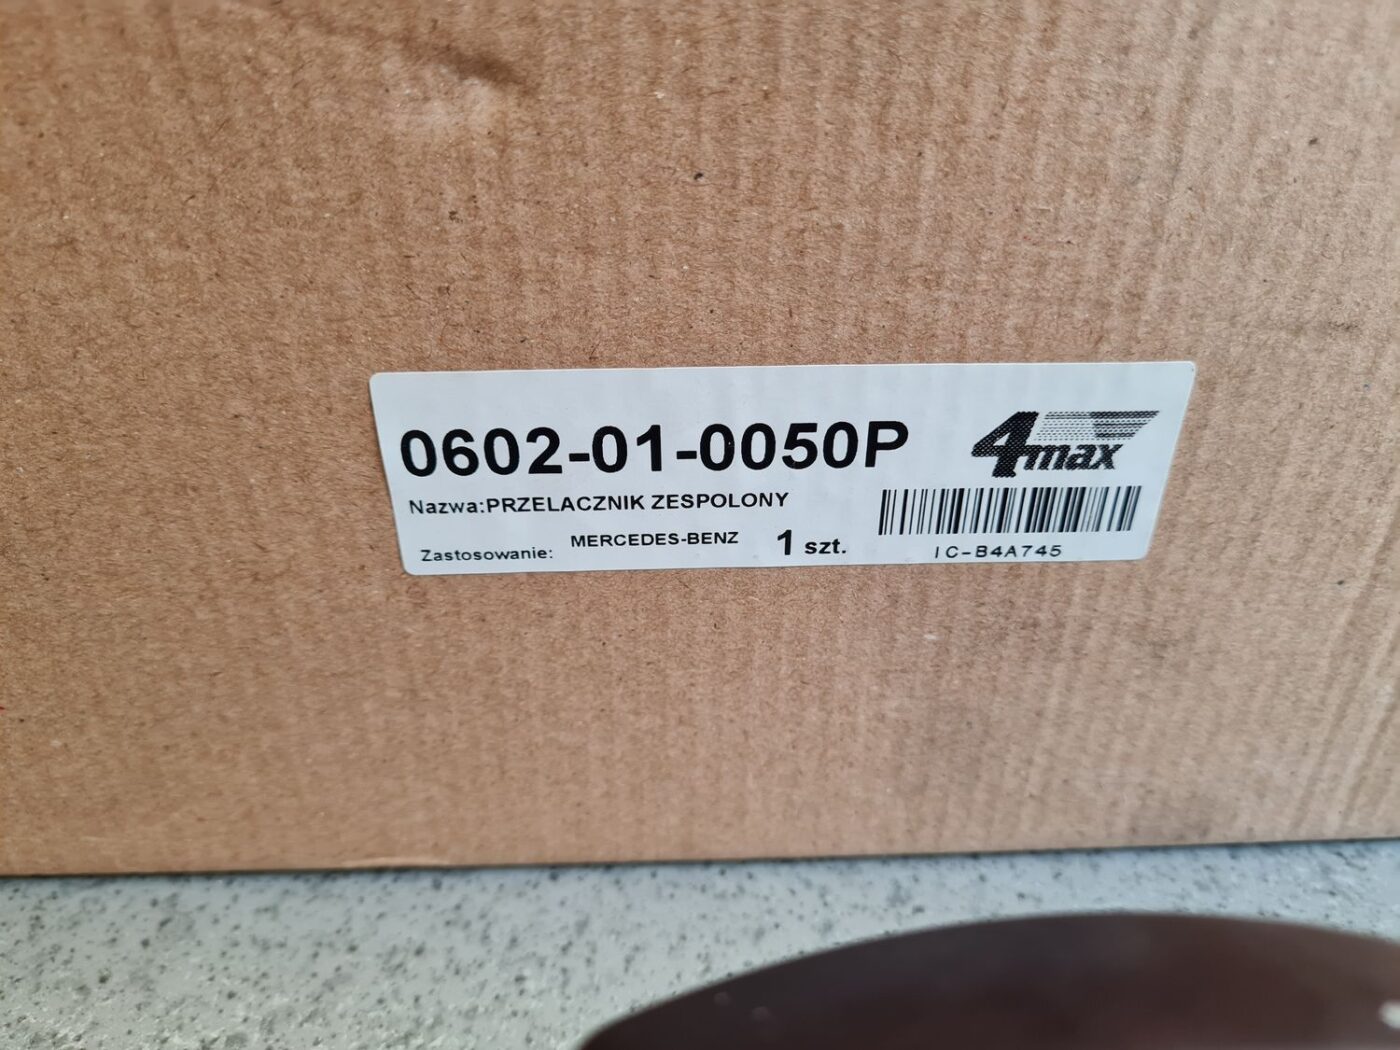 0602-01-0050P
4max
Nazwa:PRZELACZNIK ZESPOLONY
Zastosowanie: MERCEDES-BENZ 1 szt.
IC-B4A745